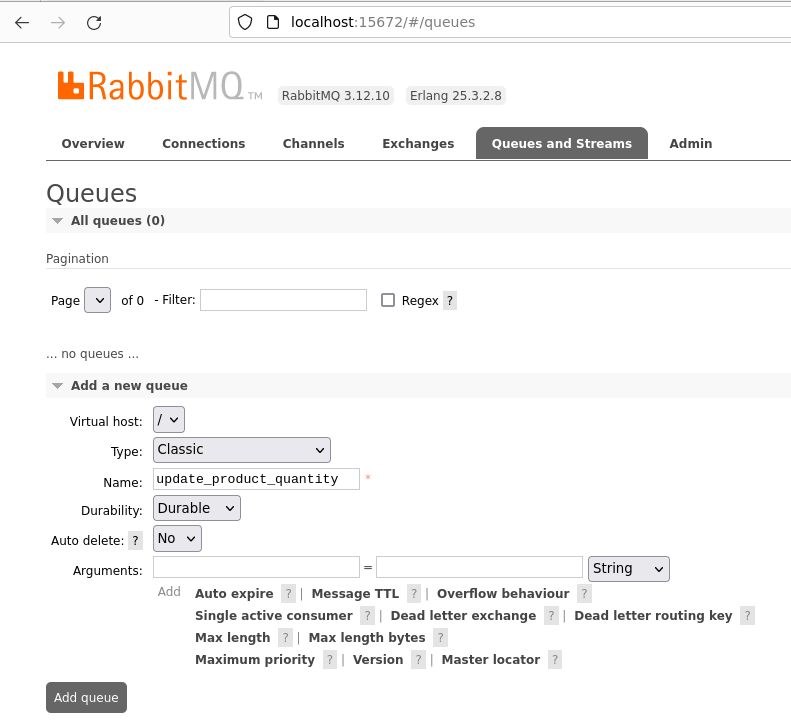 localhost:15672/#/queues
RabbitMQ TM RabbitMQ 3.12.10 Erlang 25.3.2.8
Overview Connections Channels Exchanges Queues and Streams Admin
Queues
All queues (0)
Pagination
Page of 0 - Filter: Regex ?
... no queues ...
Add a new queue
Virtual host: /
Type: Classic
Name: update_product_quantity *
Durability: Durable
Auto delete: ? No
Arguments: = String
Add Auto expire ? | Message TTL ? | Overflow behaviour ?
Single active consumer ? | Dead letter exchange ? | Dead letter routing key ?
Max length ? | Max length bytes ?
Maximum priority ? | Version ? | Master locator ?
Add queue